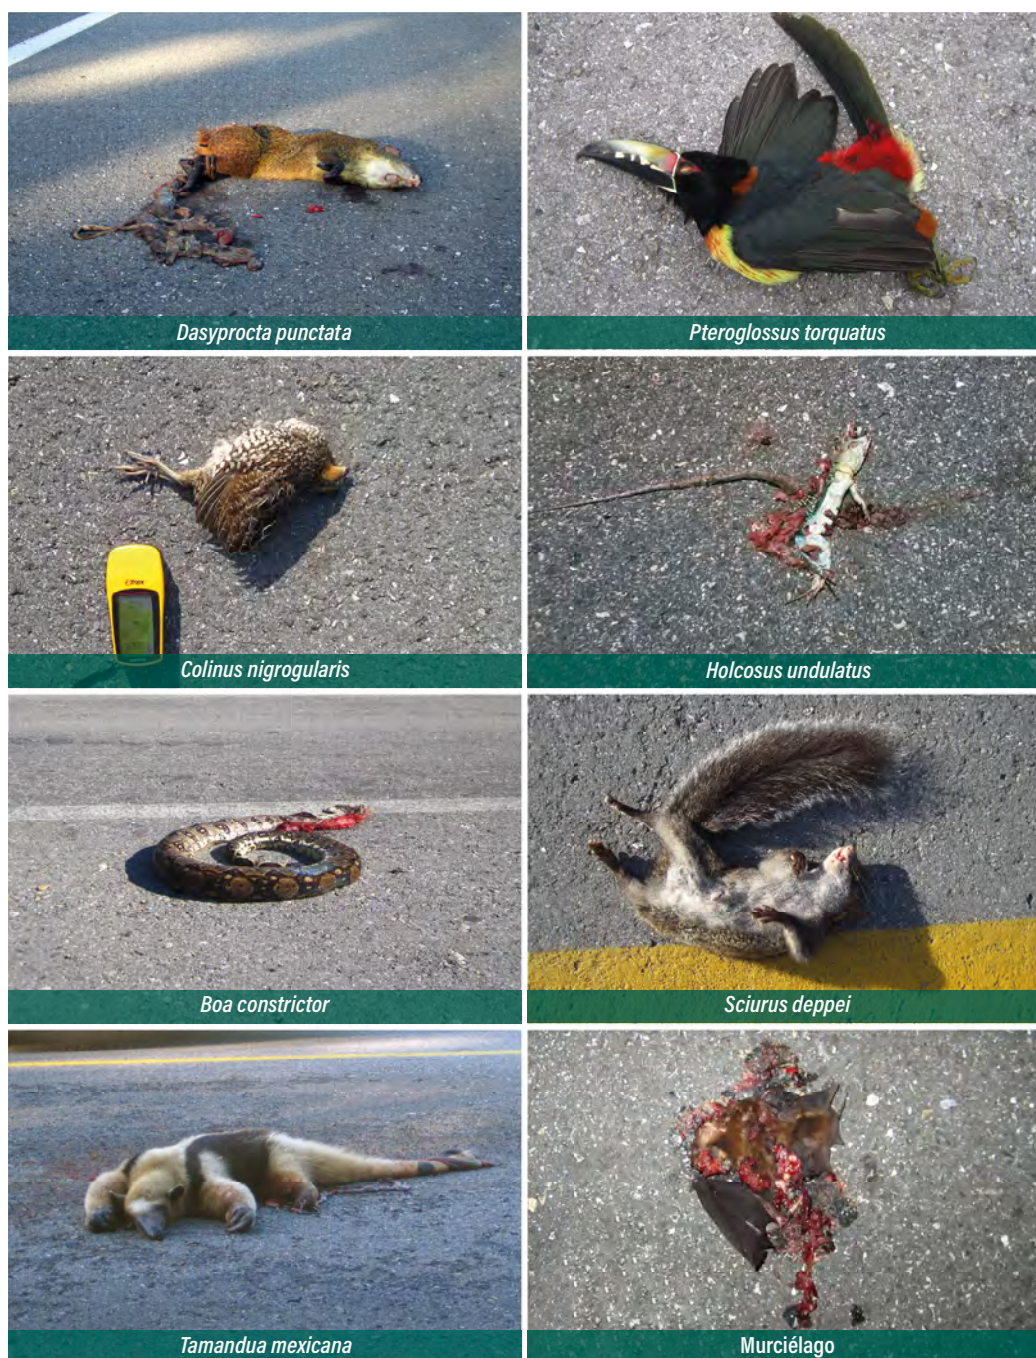 Dasyprocta punctata
Pteroglossus torquatus
Colinus nigrogularis
Holcosus undulatus
Boa constrictor
Sciurus deppei
Tamandua mexicana
Murciélago